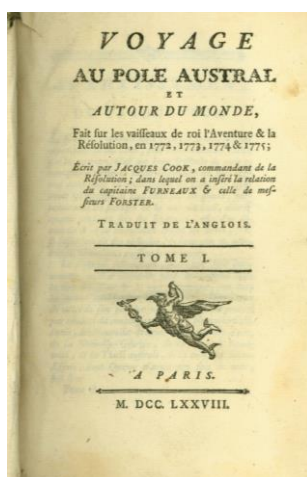 VOYAGE
AU POLE AUSTRAL
ET
AUTOUR DU MONDE,
Fait sur les vaisseaux de roi l'Aventure & la
Résolution, en 1772, 1773, 1774 & 1775;
Écrit par JACQUES COOK, commandant de la
Résolution; dans lequel on a inséré la relation
du capitaine FURNEAUX & celle de mes-
sieurs FORSTER.
TRADUIT DE L'ANGLOIS.
TOME I.
A PARIS.
M. DCC. LXXVIII.